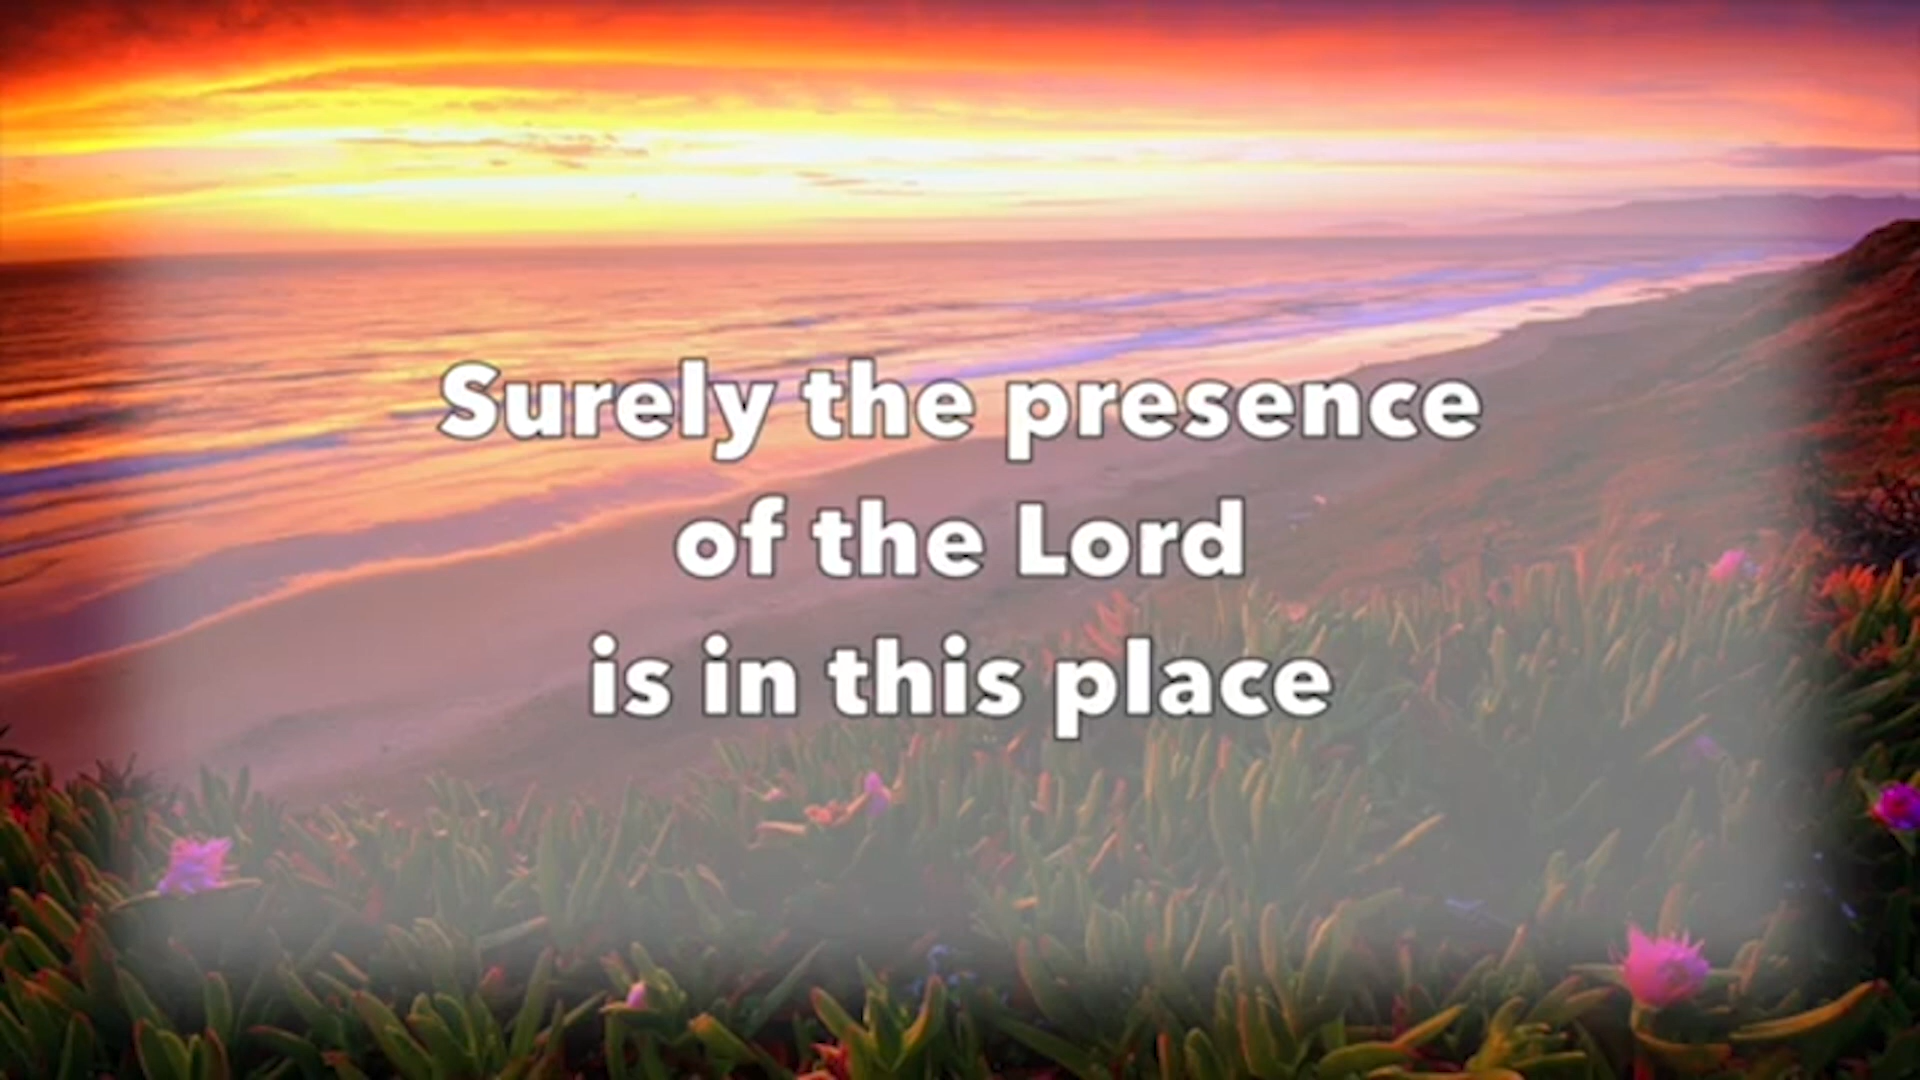 Surely the presence
of the Lord
is in this place